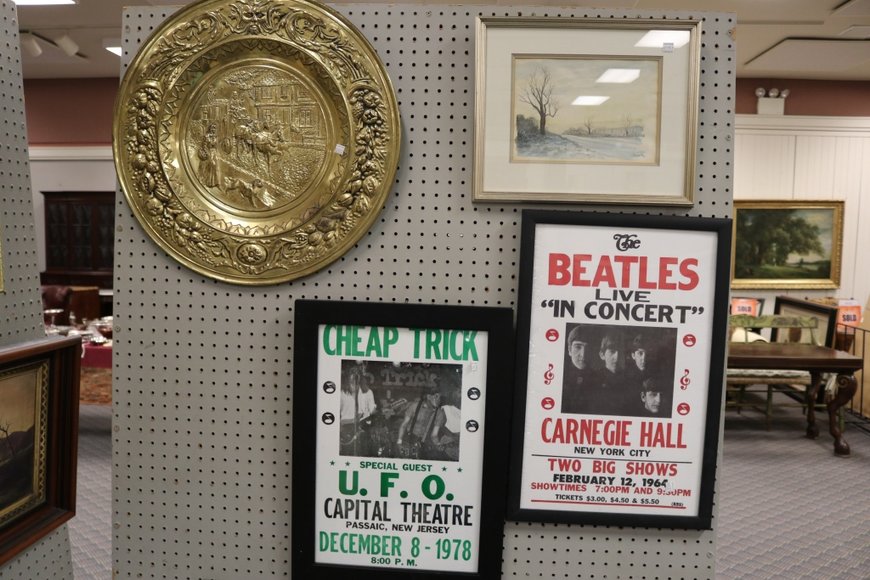 CHEAP TRICK
SPECIAL GUEST
U. F. O.
CAPITAL THEATRE
PASSAIC, NEW JERSEY
DECEMBER 8 - 1978
8:00 P. M.
The
BEATLES
LIVE
"IN CONCERT"
CARNEGIE HALL
NEW YORK CITY
TWO BIG SHOWS
FEBRUARY 12, 1964
SHOWTIMES 7:00PM AND 9:30PM
TICKETS $3.00, $4.50 & $5.50
SOLD
SOLD